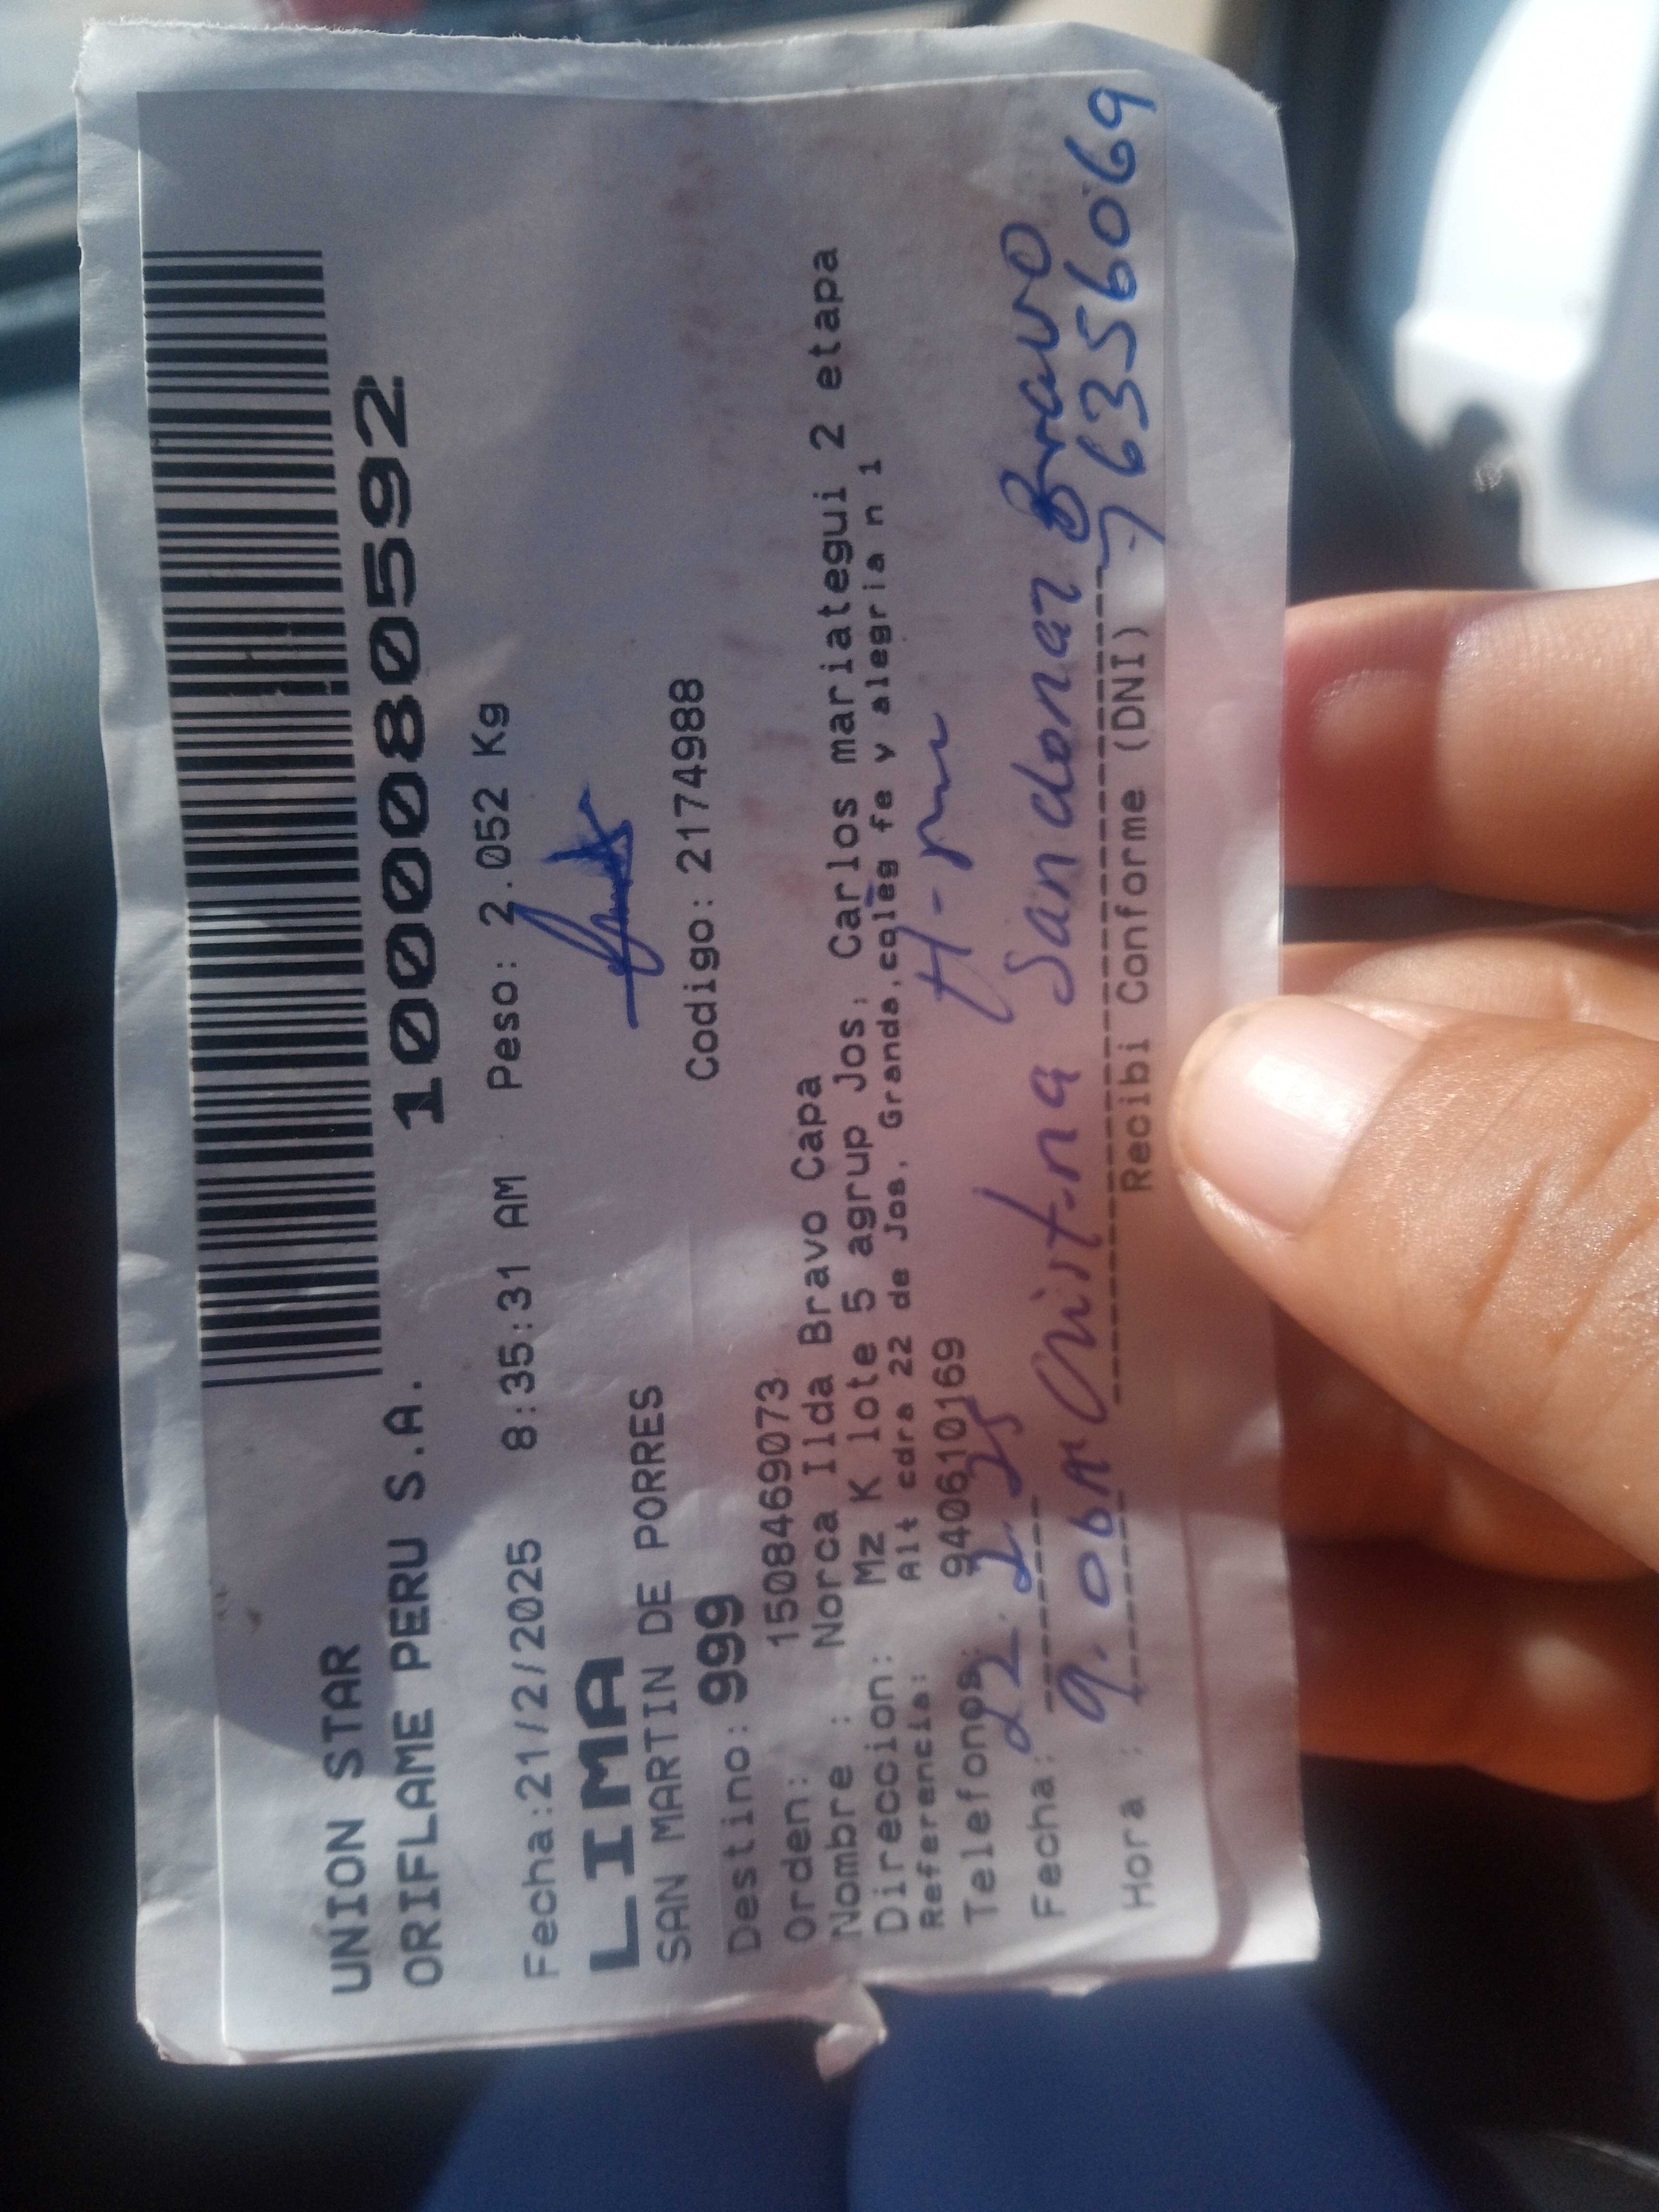 UNION STAR
ORIFLAME PERU S.A.
1000080592
Fecha:21/2/2025 8:35:31 AM Peso: 2.052 Kg
LIMA
SAN MARTIN DE PORRES
Destino: 999 Codigo: 2174988
Orden: 1508469073
Nombre : Norca Ilda Bravo Capa
Direccion: Mz K lote 5 agrup Jos, Carlos mariategui 2 etapa
Referencia: Alt cdra 22 de Jos. Granda,coleg fe y alegria n 1
Telefonos: 940610169
H-m
Fecha: 22 2 25
Cristina Sandonar Bravo
Hora : 9. 06 A 76356069
Recibi Conforme (DNI)